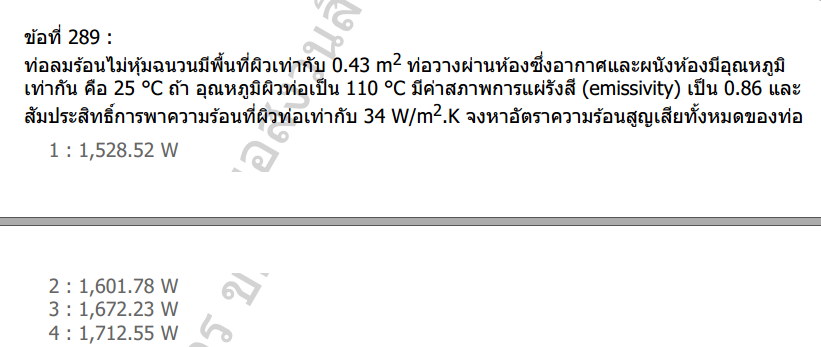 ข้อที่ 289 :
ท่อลมร้อนไม่หุ้มฉนวนมีพื้นที่ผิวเท่ากับ 0.43 m² ท่อวางผ่านห้องซึ่งอากาศและผนังห้องมีอุณหภูมิ
เท่ากัน คือ 25 °C ถ้า อุณหภูมิผิวท่อเป็น 110 °C มีค่าสภาพการแผ่รังสี (emissivity) เป็น 0.86 และ
สัมประสิทธิ์การพาความร้อนที่ผิวท่อเท่ากับ 34 W/m².K จงหาอัตราความร้อนสูญเสียทั้งหมดของท่อ
1 : 1,528.52 W
2 : 1,601.78 W
3 : 1,672.23 W
4 : 1,712.55 W